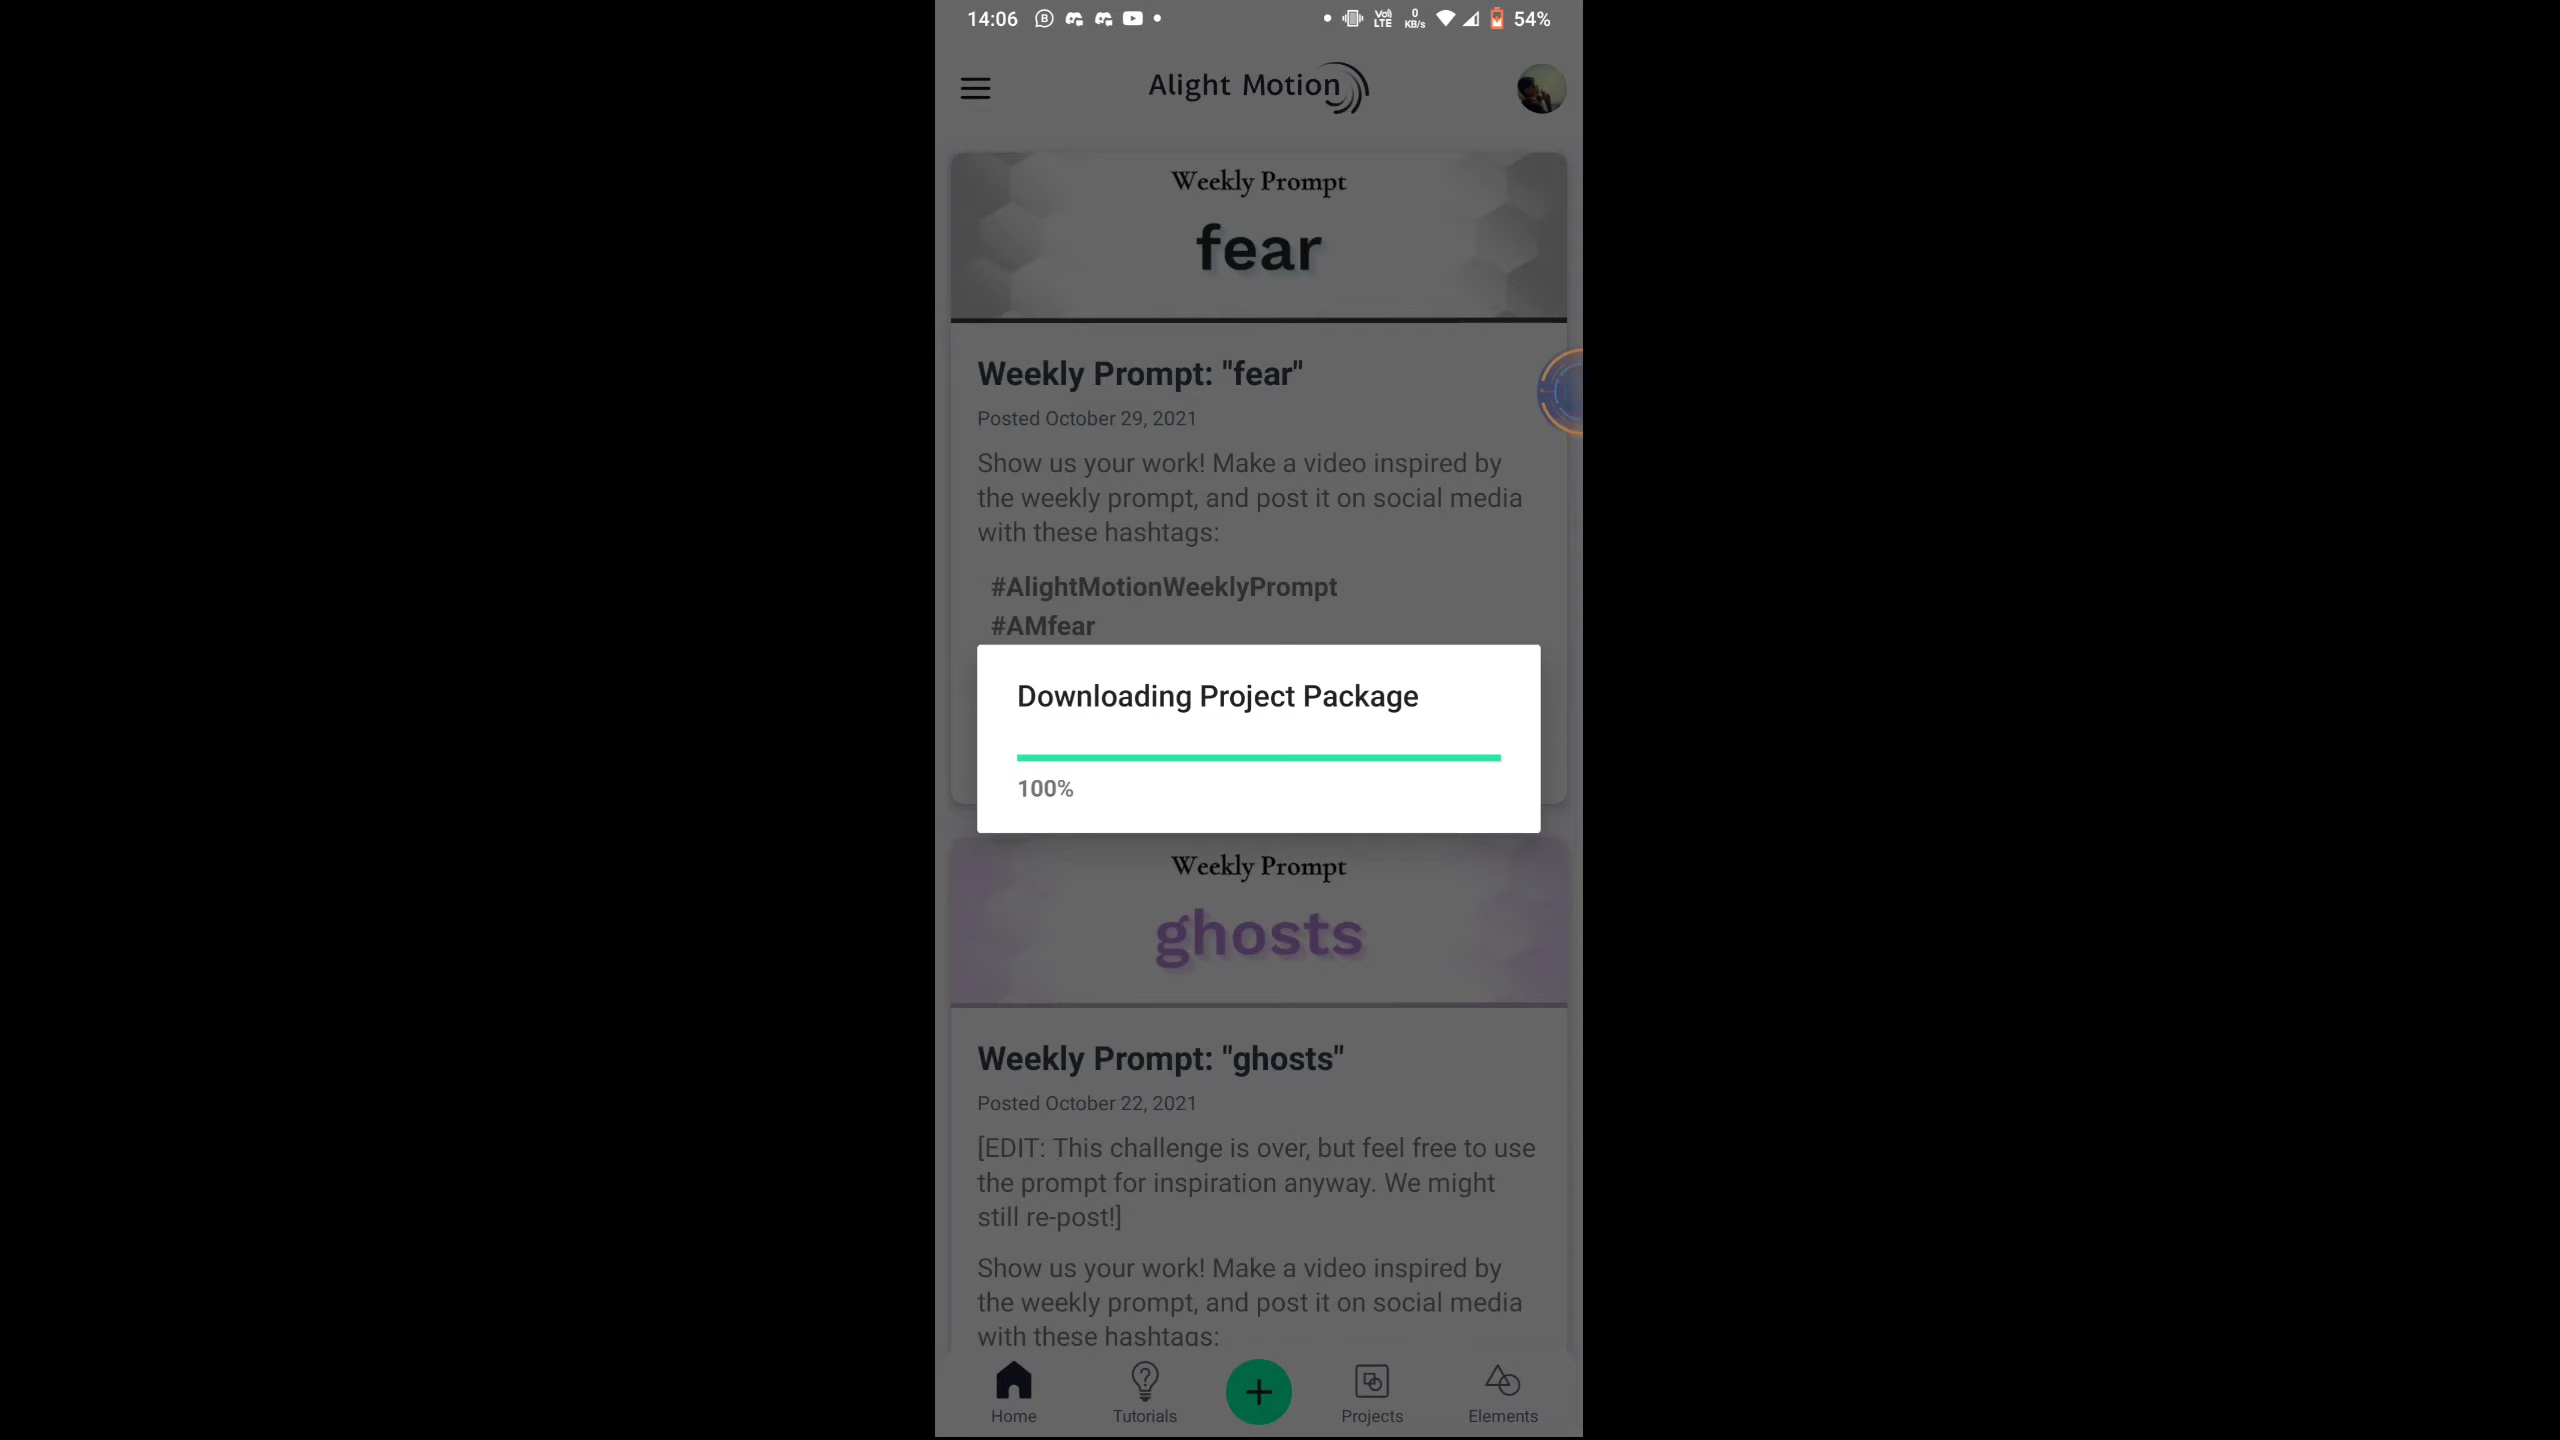 14:06
Vo) LTE
0 KB/s
54%
Alight Motion
Weekly Prompt
fear
Weekly Prompt: "fear"
Posted October 29, 2021
Show us your work! Make a video inspired by
the weekly prompt, and post it on social media
with these hashtags:
#AlightMotionWeeklyPrompt
#AMfear
Downloading Project Package
100%
Weekly Prompt
ghosts
Weekly Prompt: "ghosts"
Posted October 22, 2021
[EDIT: This challenge is over, but feel free to use
the prompt for inspiration anyway. We might
still re-post!]
Show us your work! Make a video inspired by
the weekly prompt, and post it on social media
with these hashtags:
Home
Tutorials
Projects
Elements